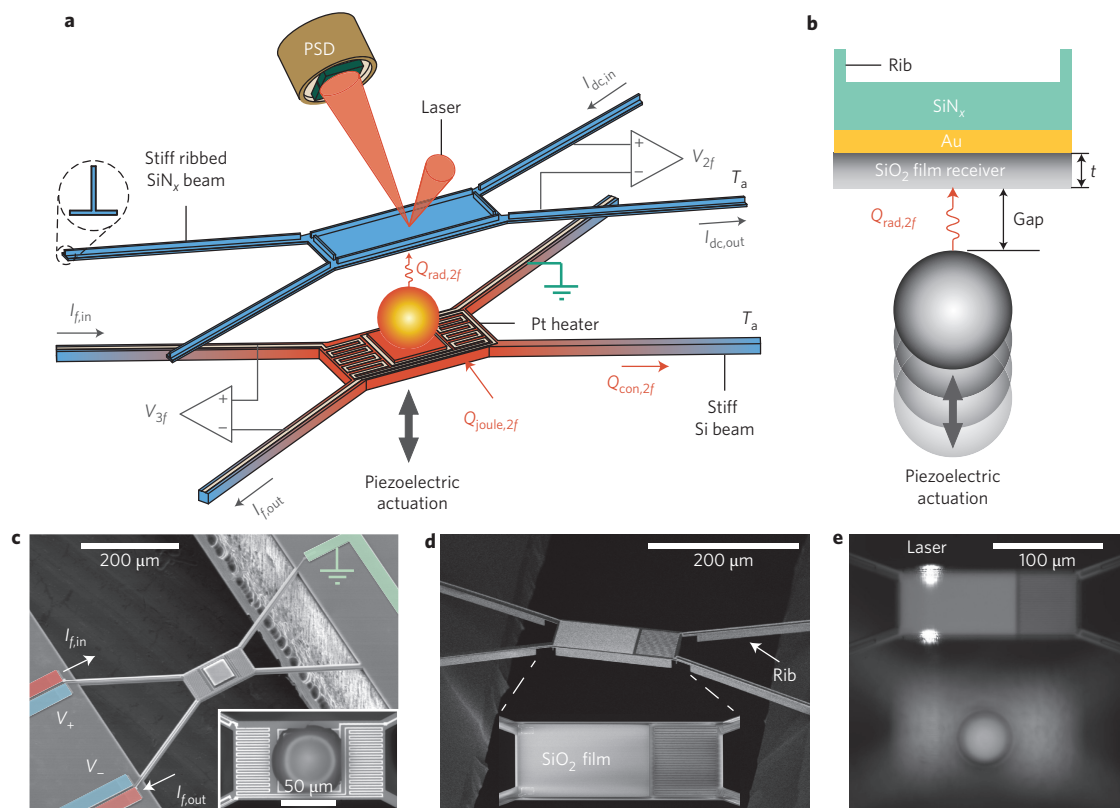 a
PSD
Laser
I_dc,in
V_2f
+
−
Stiff ribbed
SiN_x beam
T_a
I_dc,out
Q_rad,2f
I_f,in
Pt heater
T_a
Q_con,2f
V_3f
+
−
Q_joule,2f
Stiff
Si beam
I_f,out
Piezoelectric
actuation
b
Rib
SiN_x
Au
SiO_2 film receiver
t
Q_rad,2f
Gap
Piezoelectric
actuation
c
200 µm
I_f,in
V_+
V_−
I_f,out
50 µm
d
200 µm
Rib
SiO_2 film
e
Laser
100 µm